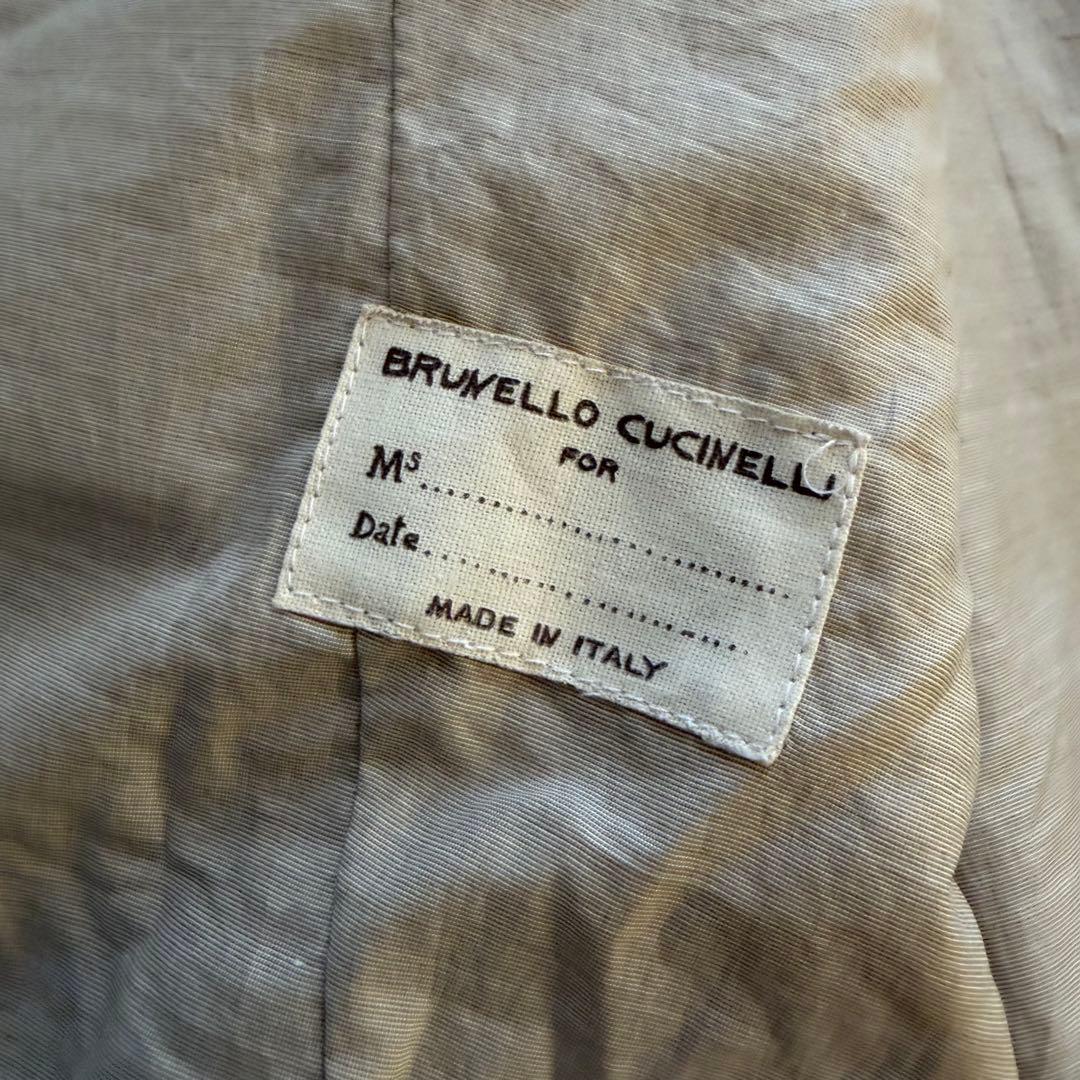 BRUNELLO CUCINELLI
FOR
Ms..............................
Date..............................
MADE IN ITALY